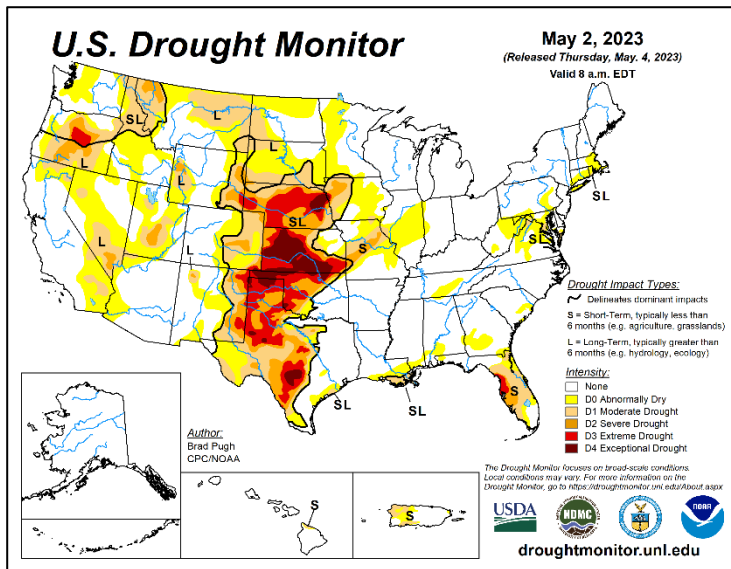 U.S. Drought Monitor
May 2, 2023
(Released Thursday, May. 4, 2023)
Valid 8 a.m. EDT
SL
L
L
L
L
L
L
SL
S
SL
SL
S
SL
SL
Drought Impact Types:
Delineates dominant impacts
S = Short-Term, typically less than
6 months (e.g. agriculture, grasslands)
L = Long-Term, typically greater than
6 months (e.g. hydrology, ecology)
Intensity:
None
D0 Abnormally Dry
D1 Moderate Drought
D2 Severe Drought
D3 Extreme Drought
D4 Exceptional Drought
Author:
Brad Pugh
CPC/NOAA
S
S
The Drought Monitor focuses on broad-scale conditions.
Local conditions may vary. For more information on the
Drought Monitor, go to https://droughtmonitor.unl.edu/About.aspx
USDA
NDMC
NOAA
droughtmonitor.unl.edu